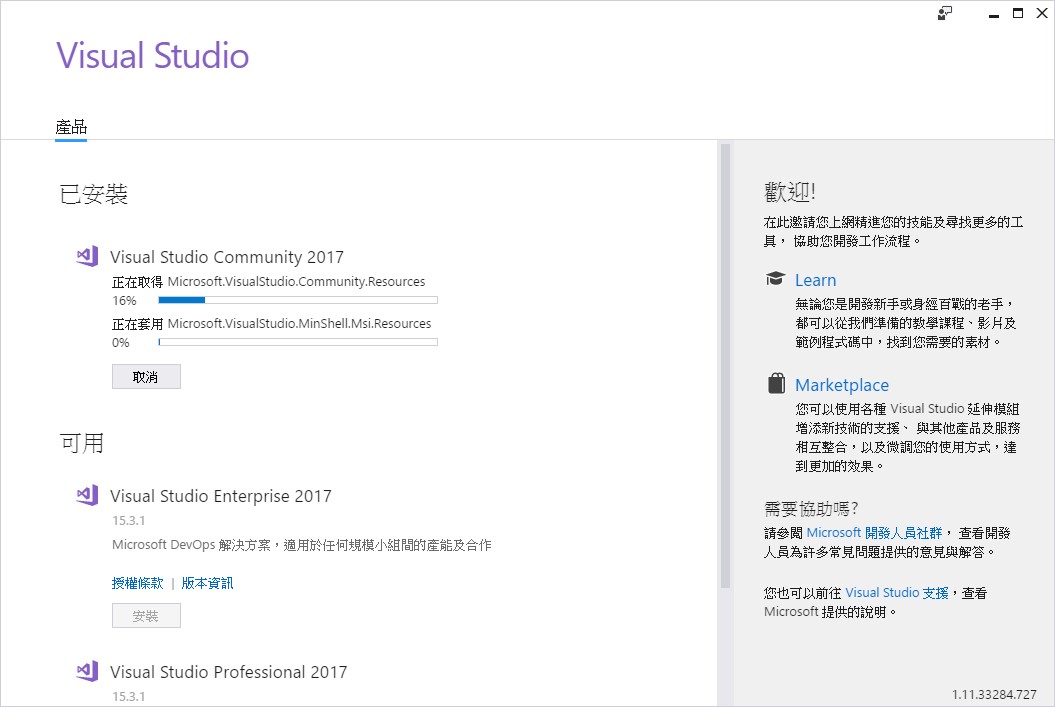 Visual Studio
產品
已安裝
Visual Studio Community 2017
正在取得 Microsoft.VisualStudio.Community.Resources
16%
正在套用 Microsoft.VisualStudio.MinShell.Msi.Resources
0%
取消
可用
Visual Studio Enterprise 2017
15.3.1
Microsoft DevOps 解決方案，適用於任何規模小組間的產能及合作
授權條款 | 版本資訊
安裝
Visual Studio Professional 2017
15.3.1
歡迎!
在此邀請您上網精進您的技能及尋找更多的工
具， 協助您開發工作流程。
Learn
無論您是開發新手或身經百戰的老手，
都可以從我們準備的教學課程、影片及
範例程式碼中，找到您需要的素材。
Marketplace
您可以使用各種 Visual Studio 延伸模組
增添新技術的支援、 與其他產品及服務
相互整合，以及微調您的使用方式，達
到更加的效果。
需要協助嗎?
請參閱 Microsoft 開發人員社群， 查看開發
人員為許多常見問題提供的意見與解答。
您也可以前往 Visual Studio 支援，查看
Microsoft 提供的說明。
1.11.33284.727